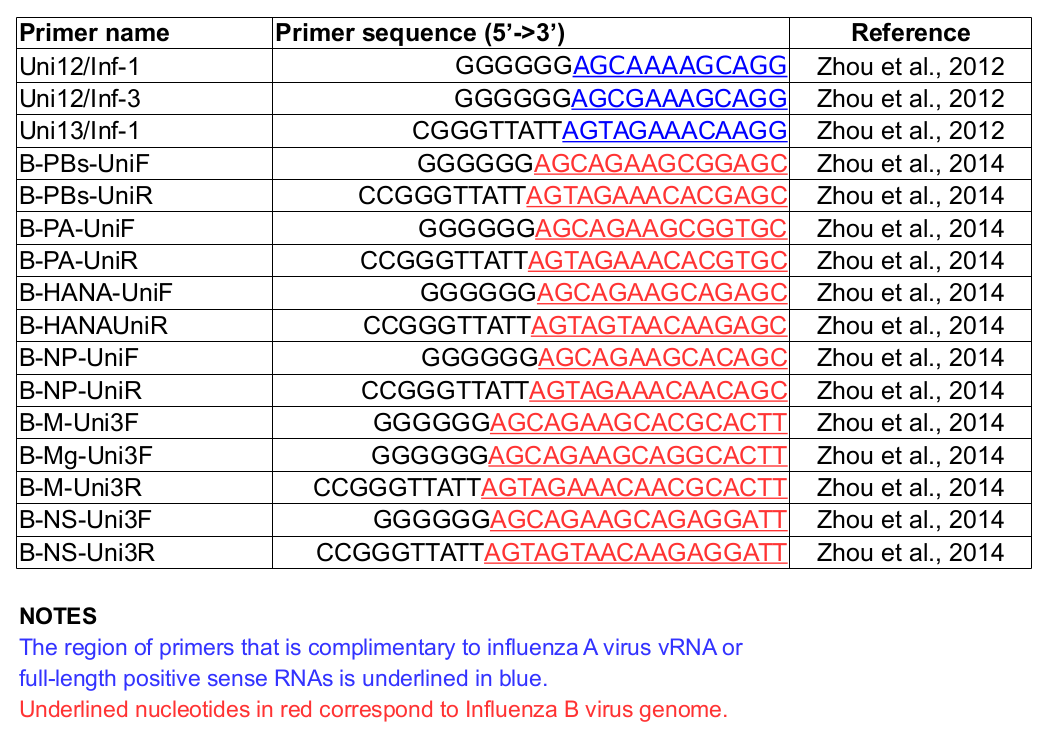 Primer name Primer sequence (5’->3’) Reference
Uni12/Inf-1 GGGGGGAGCAAAAGCAGG Zhou et al., 2012
Uni12/Inf-3 GGGGGGAGCGAAAGCAGG Zhou et al., 2012
Uni13/Inf-1 CGGGTTATTAGTAGAAACAAGG Zhou et al., 2012
B-PBs-UniF GGGGGGAGCAGAAGCGGAGC Zhou et al., 2014
B-PBs-UniR CCGGGTTATTAGTAGAAACACGAGC Zhou et al., 2014
B-PA-UniF GGGGGGAGCAGAAGCGGTGC Zhou et al., 2014
B-PA-UniR CCGGGTTATTAGTAGAAACACGTGC Zhou et al., 2014
B-HANA-UniF GGGGGGAGCAGAAGCAGAGC Zhou et al., 2014
B-HANAUniR CCGGGTTATTAGTAGTAACAAGAGC Zhou et al., 2014
B-NP-UniF GGGGGGAGCAGAAGCACAGC Zhou et al., 2014
B-NP-UniR CCGGGTTATTAGTAGAAACAACAGC Zhou et al., 2014
B-M-Uni3F GGGGGGAGCAGAAGCACGCACTT Zhou et al., 2014
B-Mg-Uni3F GGGGGGAGCAGAAGCAGGCACTT Zhou et al., 2014
B-M-Uni3R CCGGGTTATTAGTAGAAACAACGCACTT Zhou et al., 2014
B-NS-Uni3F GGGGGGAGCAGAAGCAGAGGATT Zhou et al., 2014
B-NS-Uni3R CCGGGTTATTAGTAGTAACAAGAGGATT Zhou et al., 2014
NOTES
The region of primers that is complimentary to influenza A virus vRNA or
full-length positive sense RNAs is underlined in blue.
Underlined nucleotides in red correspond to Influenza B virus genome.